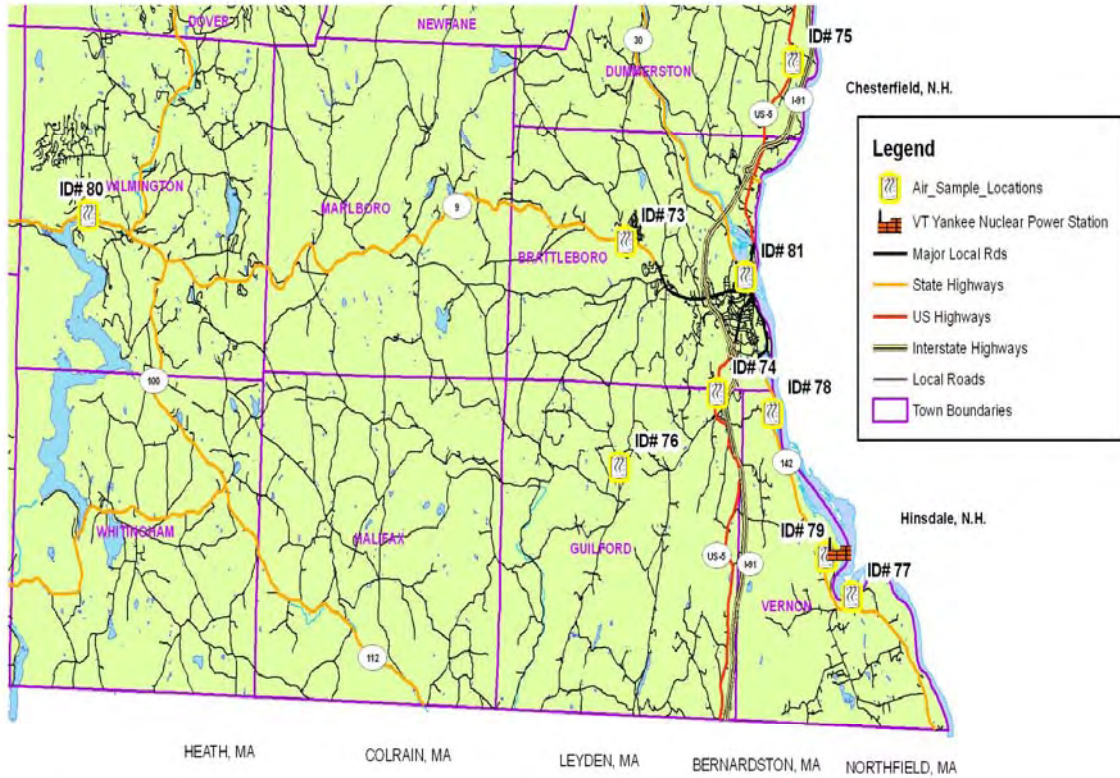 DOVER
NEWFANE
30
ID# 75
DUMMERSTON
Chesterfield, N.H.
US-5
I-91
Legend
Air_Sample_Locations
VT Yankee Nuclear Power Station
Major Local Rds
State Highways
US Highways
Interstate Highways
Local Roads
Town Boundaries
ID# 80
WILMINGTON
MARLBORO
9
ID# 73
BRATTLEBORO
ID# 81
100
ID# 74
ID# 78
ID# 76
142
Hinsdale, N.H.
WHITINGHAM
HALIFAX
GUILFORD
ID# 79
US-5
I-91
ID# 77
VERNON
112
HEATH, MA
COLRAIN, MA
LEYDEN, MA
BERNARDSTON, MA
NORTHFIELD, MA